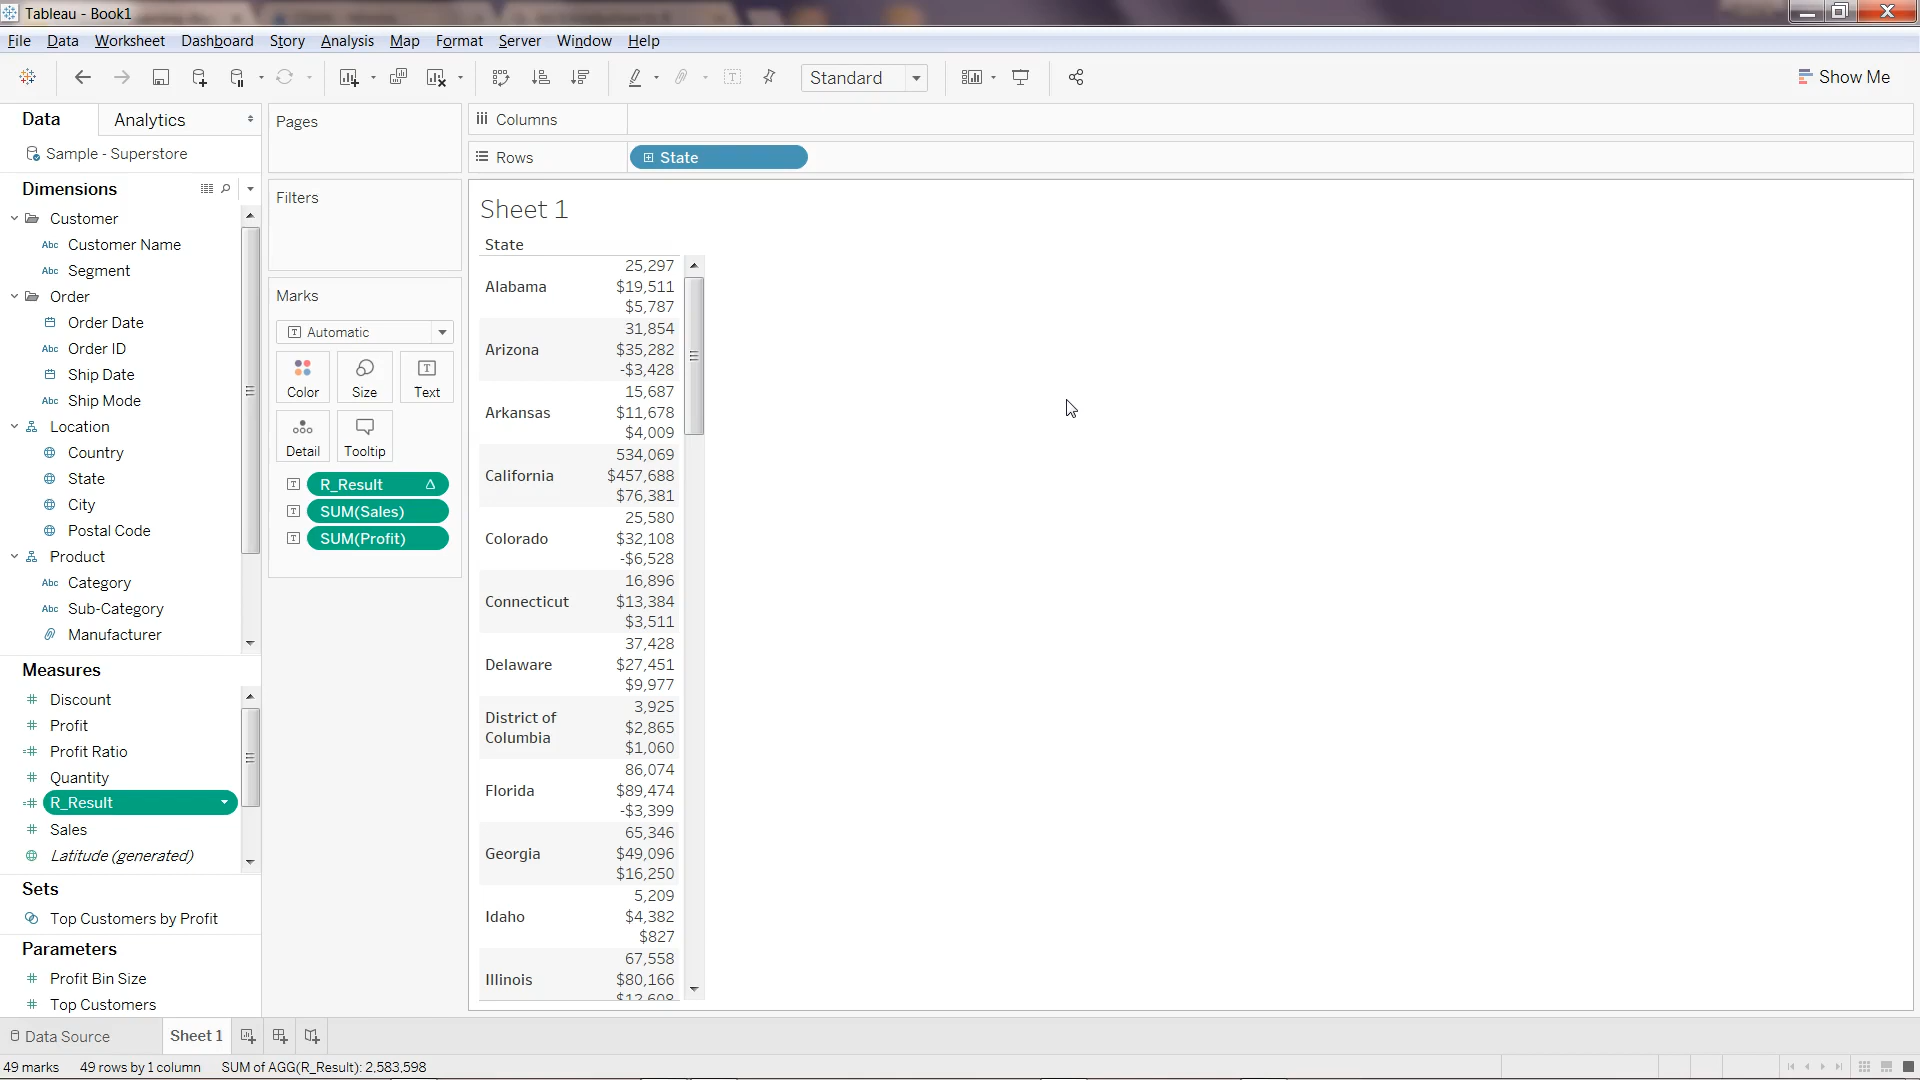 Tableau - Book1
File Data Worksheet Dashboard Story Analysis Map Format Server Window Help
Standard
Show Me
Data Analytics
Sample - Superstore
Dimensions
Customer
Abc Customer Name
Abc Segment
Order
Order Date
Abc Order ID
Ship Date
Abc Ship Mode
Location
Country
State
City
Postal Code
Product
Abc Category
Abc Sub-Category
Manufacturer
Measures
# Discount
# Profit
=# Profit Ratio
# Quantity
=# R_Result
# Sales
Latitude (generated)
Sets
Top Customers by Profit
Parameters
# Profit Bin Size
# Top Customers
Pages
Filters
Marks
T Automatic
Color Size T Text
Detail Tooltip
T R_Result Δ
T SUM(Sales)
T SUM(Profit)
Columns
Rows State
Sheet 1
State
Alabama 25,297
$19,511
$5,787
Arizona 31,854
$35,282
-$3,428
Arkansas 15,687
$11,678
$4,009
California 534,069
$457,688
$76,381
Colorado 25,580
$32,108
-$6,528
Connecticut 16,896
$13,384
$3,511
Delaware 37,428
$27,451
$9,977
District of Columbia 3,925
$2,865
$1,060
Florida 86,074
$89,474
-$3,399
Georgia 65,346
$49,096
$16,250
Idaho 5,209
$4,382
$827
Illinois 67,558
$80,166
Data Source Sheet 1
49 marks 49 rows by 1 column SUM of AGG(R_Result): 2,583,598